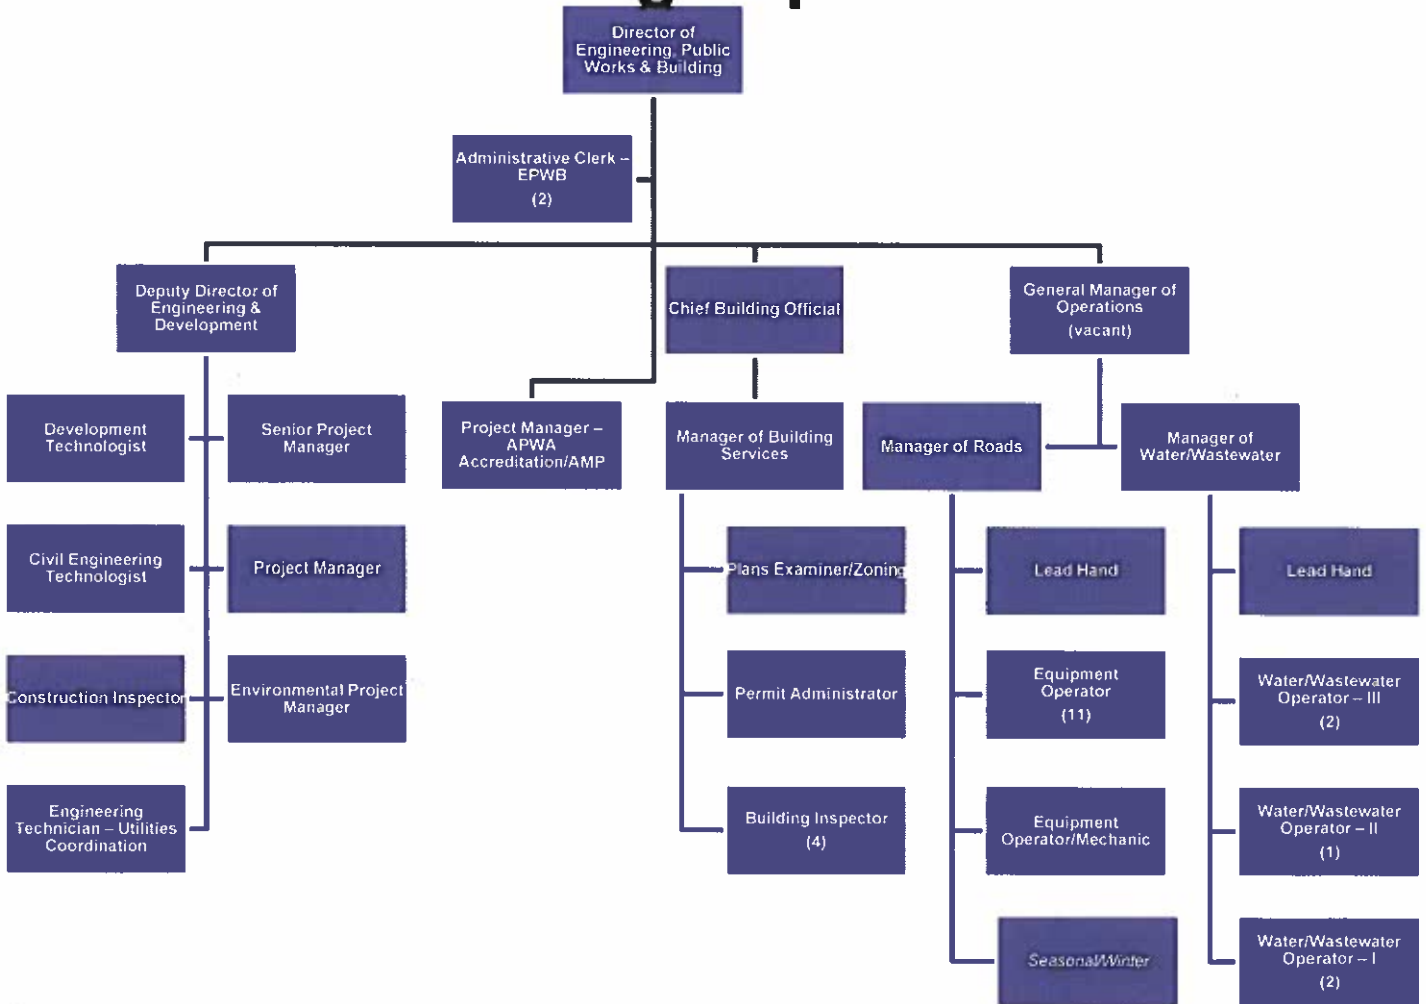 Director of
Engineering, Public
Works & Building
Administrative Clerk –
EPWB
(2)
Deputy Director of
Engineering &
Development
Chief Building Official
General Manager of
Operations
(vacant)
Development
Technologist
Senior Project
Manager
Project Manager –
APWA
Accreditation/AMP
Manager of Building
Services
Manager of Roads
Manager of
Water/Wastewater
Civil Engineering
Technologist
Project Manager
Plans Examiner/Zoning
Lead Hand
Lead Hand
Construction Inspector
Environmental Project
Manager
Permit Administrator
Equipment
Operator
(11)
Water/Wastewater
Operator – III
(2)
Engineering
Technician – Utilities
Coordination
Building Inspector
(4)
Equipment
Operator/Mechanic
Water/Wastewater
Operator – II
(1)
Seasonal/Winter
Water/Wastewater
Operator – I
(2)